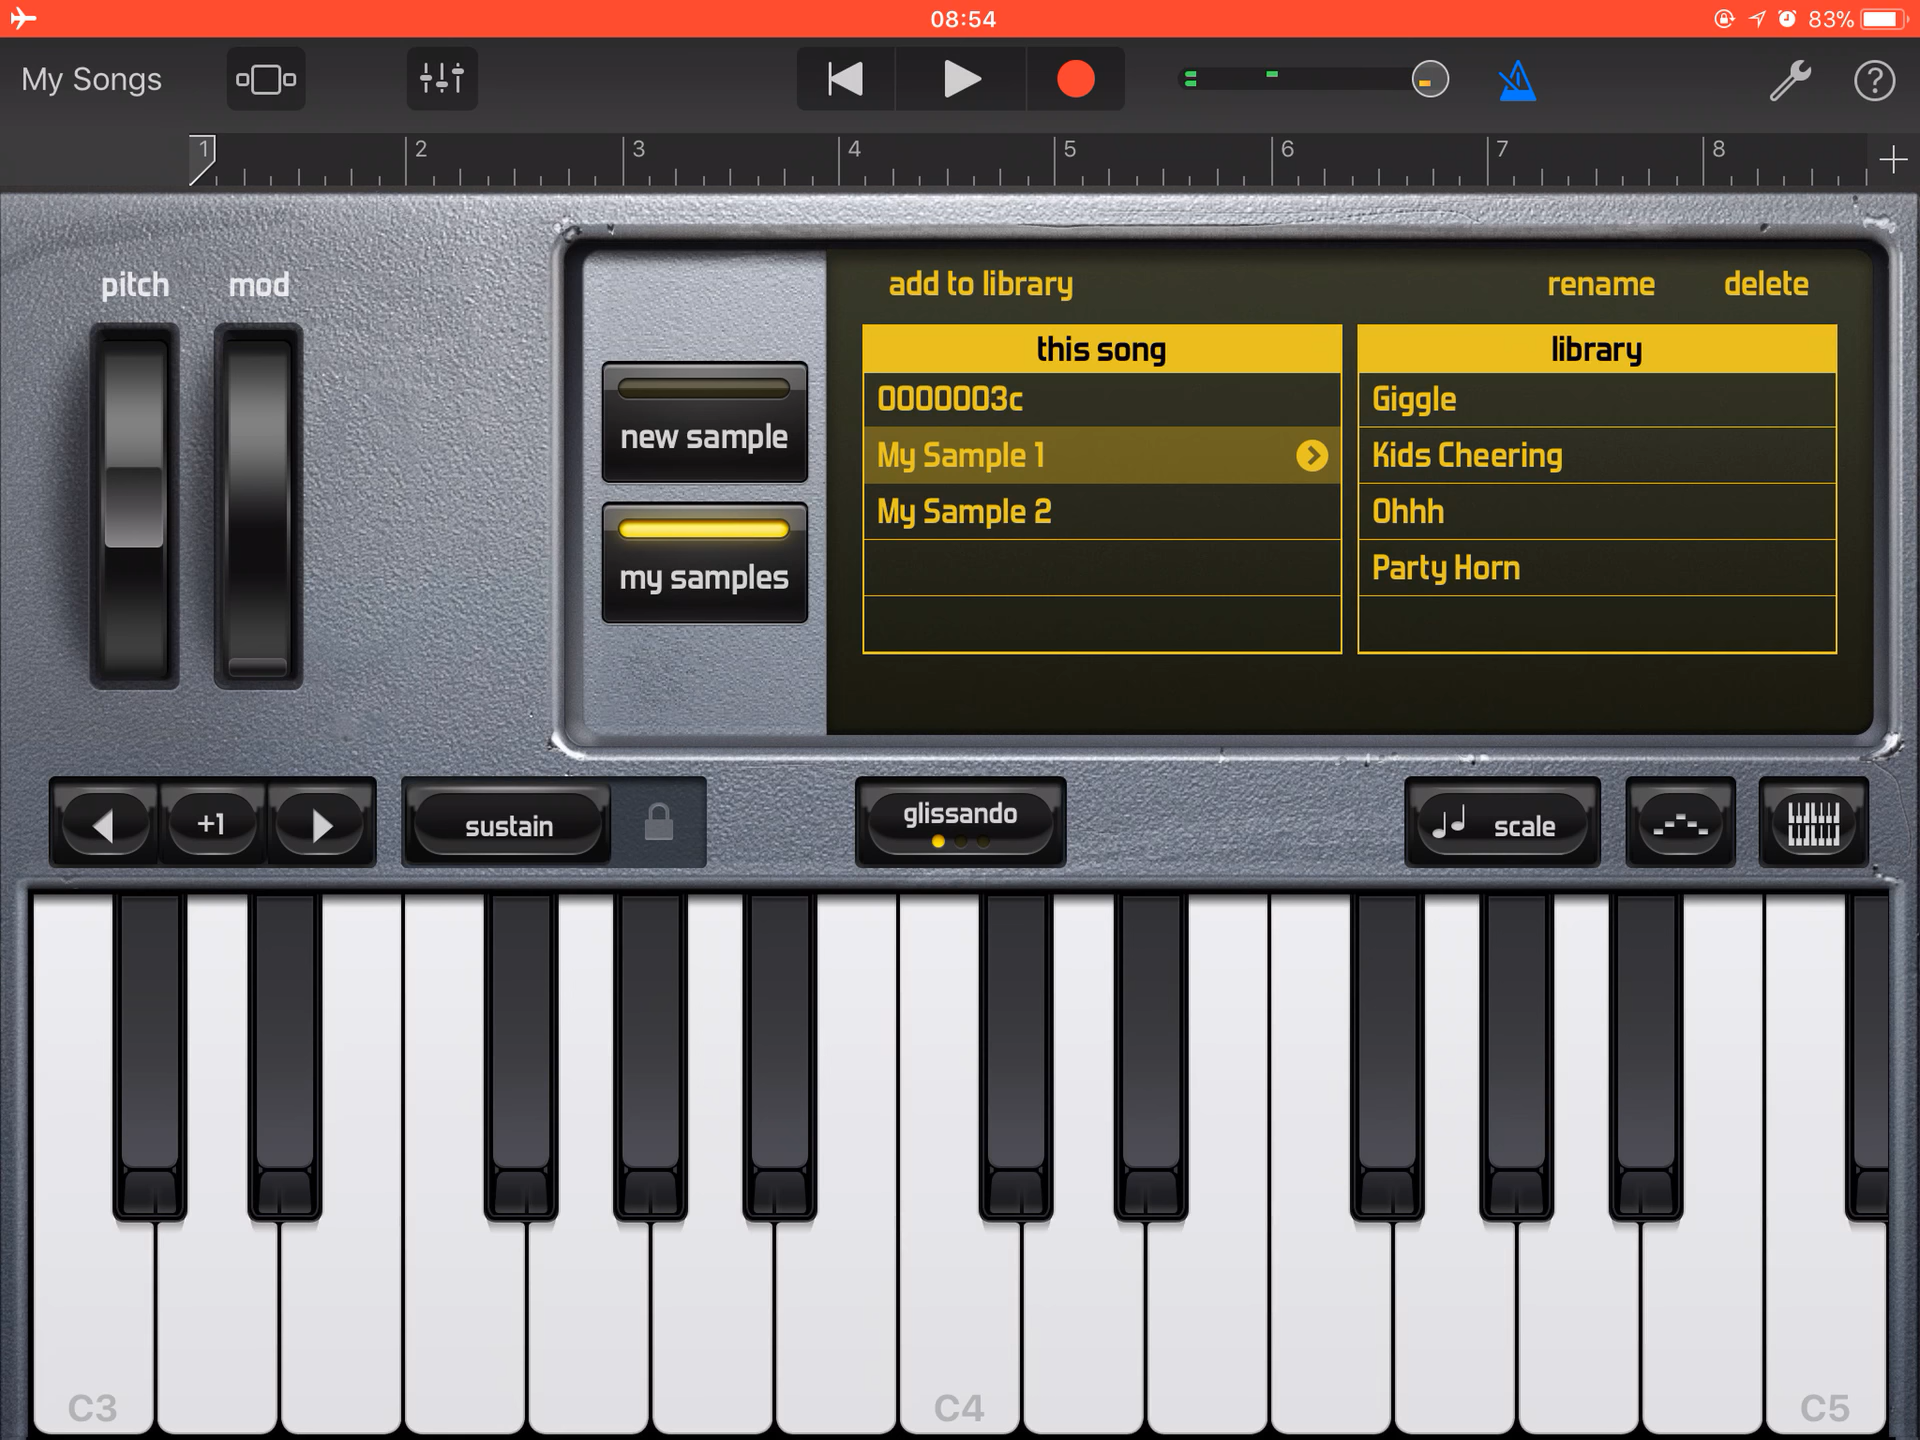 08:54
83%
My Songs
1 2 3 4 5 6 7 8
pitch mod
add to library rename delete
this song library
0000003c Giggle
new sample
My Sample 1 Kids Cheering
My Sample 2 Ohhh
my samples
Party Horn
+1 sustain glissando scale
C3 C4 C5